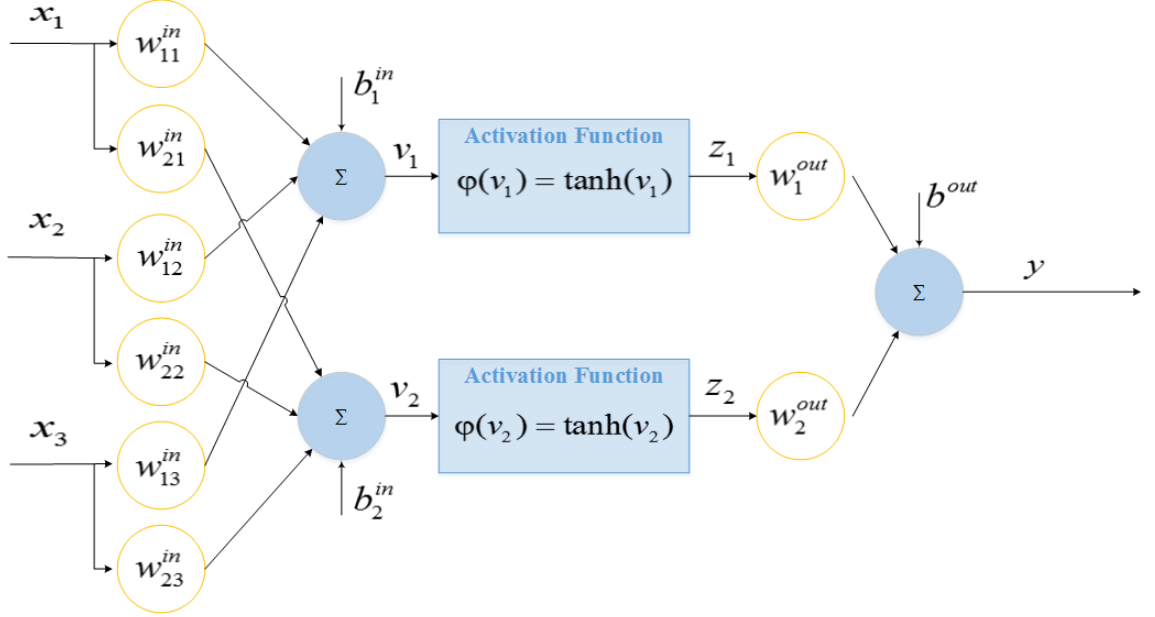 x₁
w₁₁ⁱⁿ
b₁ⁱⁿ
w₂₁ⁱⁿ
Σ
v₁
Activation Function
φ(v₁) = tanh(v₁)
z₁
w₁ᵒᵘᵗ
x₂
w₁₂ⁱⁿ
bᵒᵘᵗ
Σ
y
w₂₂ⁱⁿ
x₃
w₁₃ⁱⁿ
Σ
v₂
Activation Function
φ(v₂) = tanh(v₂)
z₂
w₂ᵒᵘᵗ
b₂ⁱⁿ
w₂₃ⁱⁿ